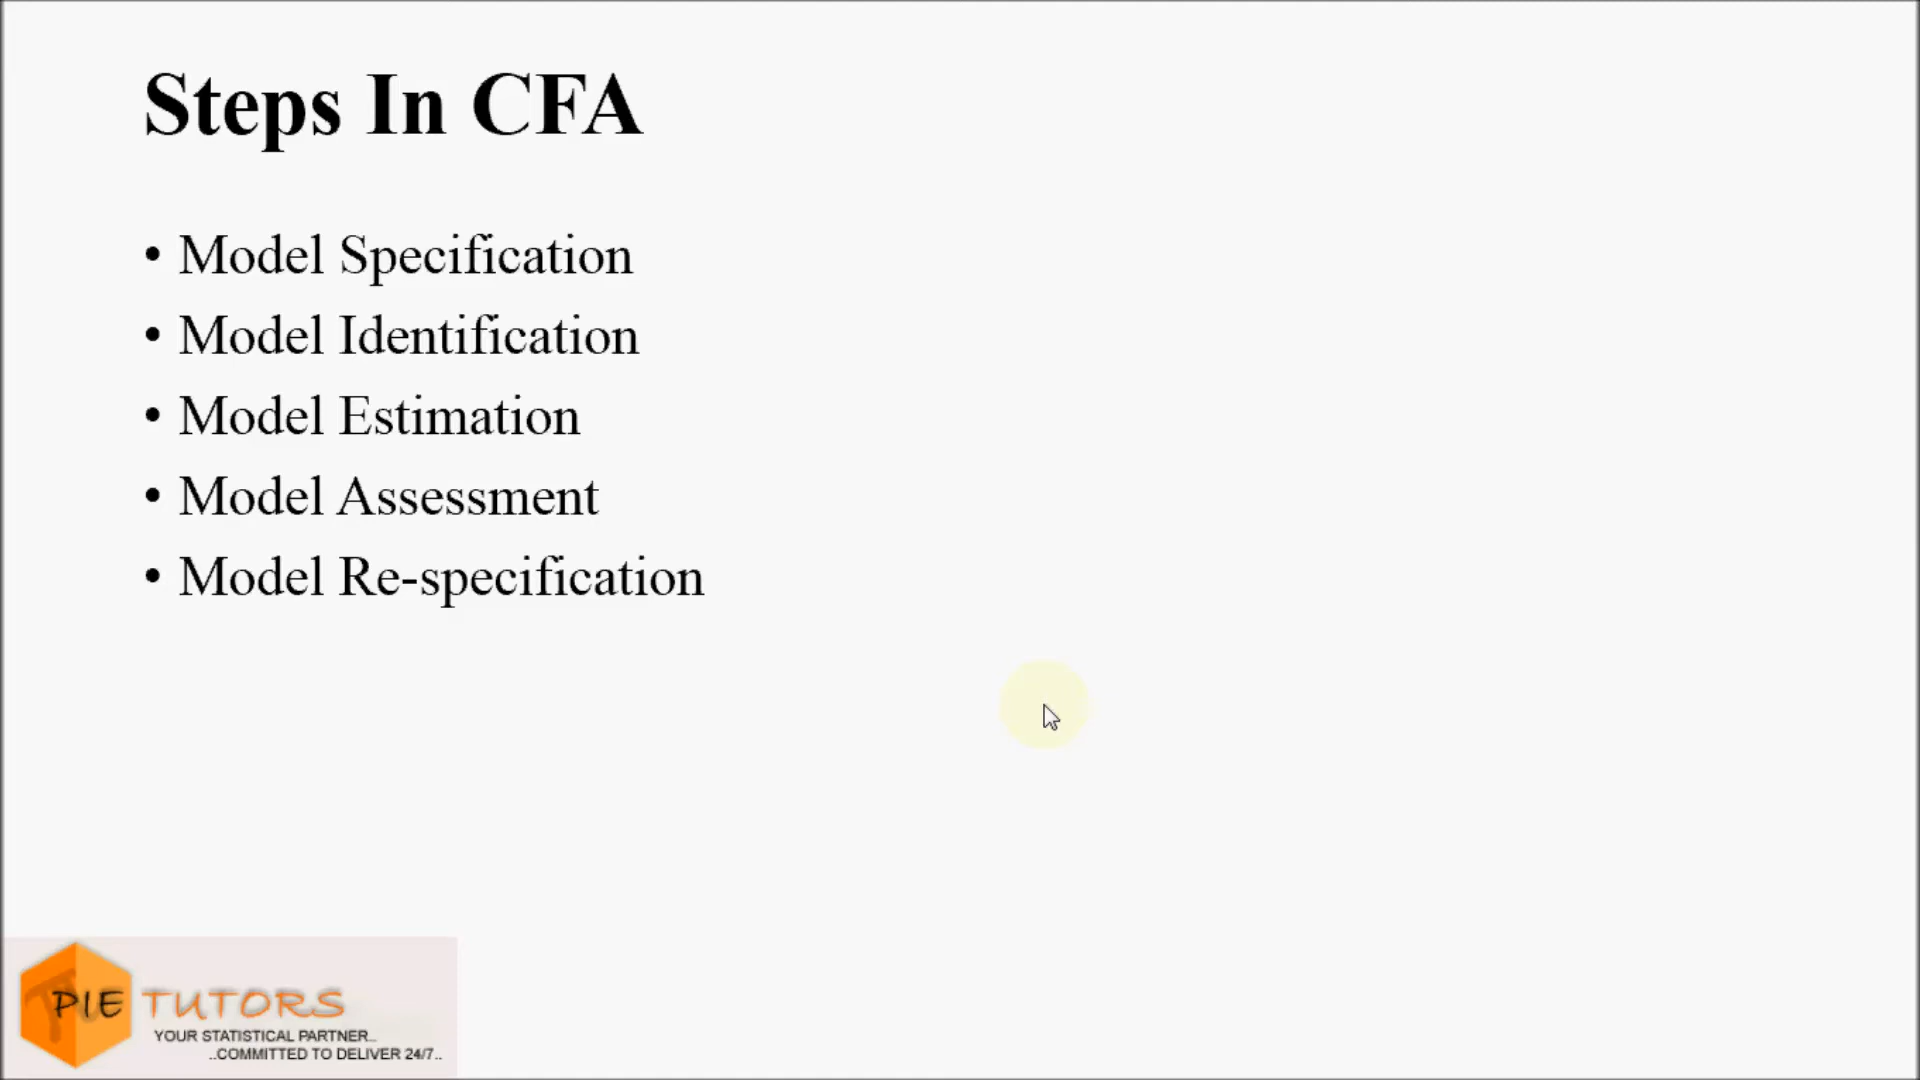 Steps In CFA
• Model Specification
• Model Identification
• Model Estimation
• Model Assessment
• Model Re-specification
PIE TUTORS
YOUR STATISTICAL PARTNER...
..COMMITTED TO DELIVER 24/7..